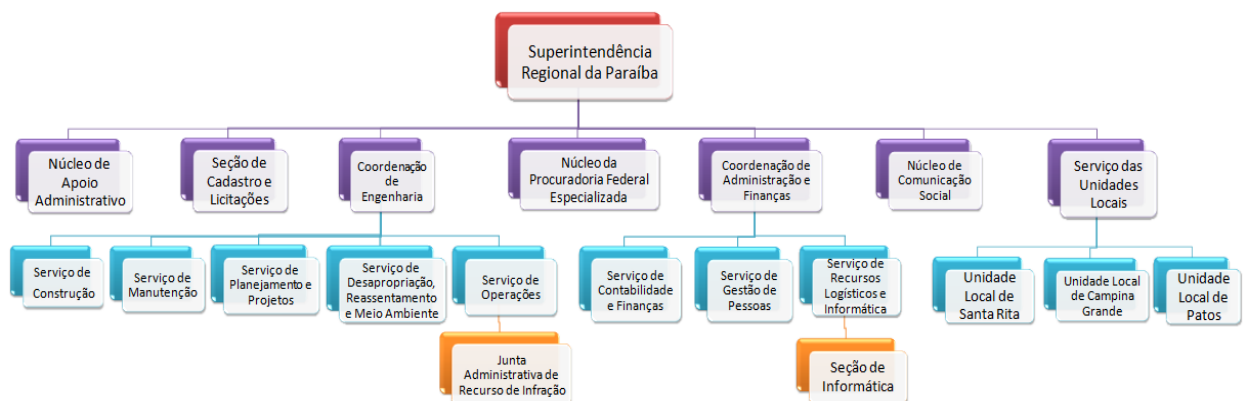 Superintendência
Regional da Paraíba
Núcleo de
Apoio
Administrativo
Seção de
Cadastro e
Licitações
Coordenação
de
Engenharia
Núcleo da
Procuradoria Federal
Especializada
Coordenação de
Administração e
Finanças
Núcleo de
Comunicação
Social
Serviço das
Unidades
Locais
Serviço de
Construção
Serviço de
Manutenção
Serviço de
Planejamento e
Projetos
Serviço de
Desapropriação,
Reassentamento
e Meio Ambiente
Serviço de
Operações
Serviço de
Contabilidade
e Finanças
Serviço de
Gestão de
Pessoas
Serviço de
Recursos
Logísticos e
Informática
Unidade
Local de
Santa Rita
Unidade Local
de Campina
Grande
Unidade
Local de
Patos
Junta
Administrativa de
Recurso de Infração
Seção de
Informática